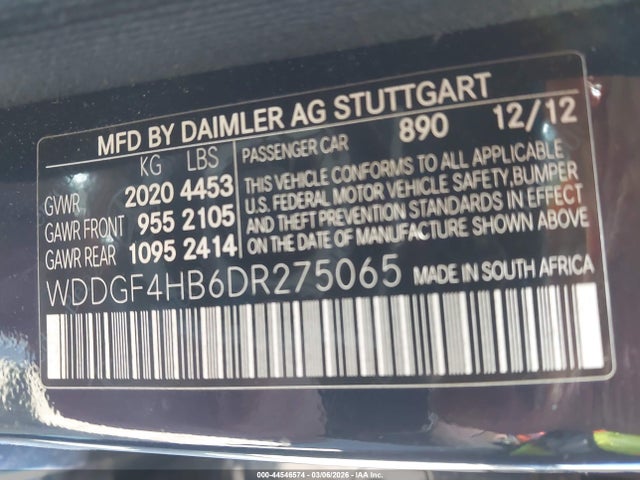 MFD BY DAIMLER AG STUTTGART
KG LBS
GVWR 2020 4453
GAWR FRONT 955 2105
GAWR REAR 1095 2414
PASSENGER CAR 890 12/12
THIS VEHICLE CONFORMS TO ALL APPLICABLE
U.S. FEDERAL MOTOR VEHICLE SAFETY, BUMPER
AND THEFT PREVENTION STANDARDS IN EFFECT
ON THE DATE OF MANUFACTURE SHOWN ABOVE
WDDGF4HB6DR275065 MADE IN SOUTH AFRICA
000-44546574 - 03/06/2026 - IAAI.COM